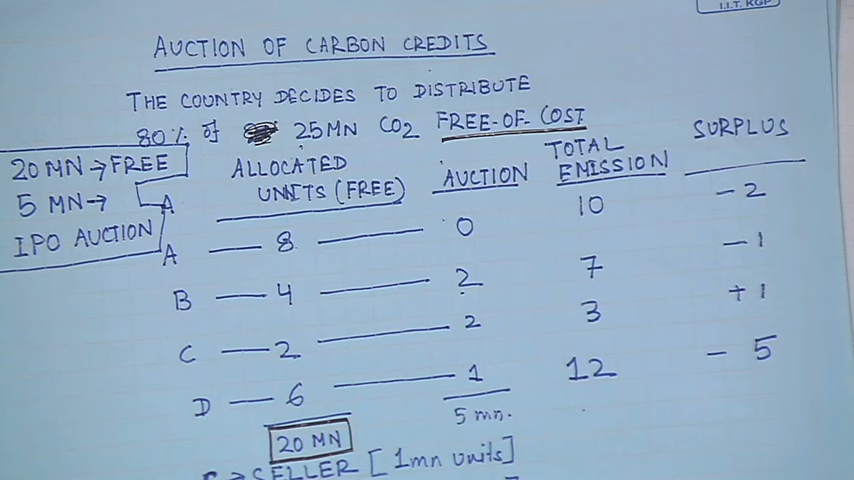 I.I.T. KGP
AUCTION OF CARBON CREDITS
THE COUNTRY DECIDES TO DISTRIBUTE
80% of 25MN CO2 FREE-OF-COST
20 MN → FREE
5 MN →
IPO AUCTION
ALLOCATED UNITS (FREE) AUCTION TOTAL EMISSION SURPLUS
A
A — 8 — 0 10 - 2
B — 4 — 2 7 - 1
C — 2 — 2 3 + 1
D — 6 — 1 12 - 5
20 MN 5 mn.
→ SELLER [1mn units]